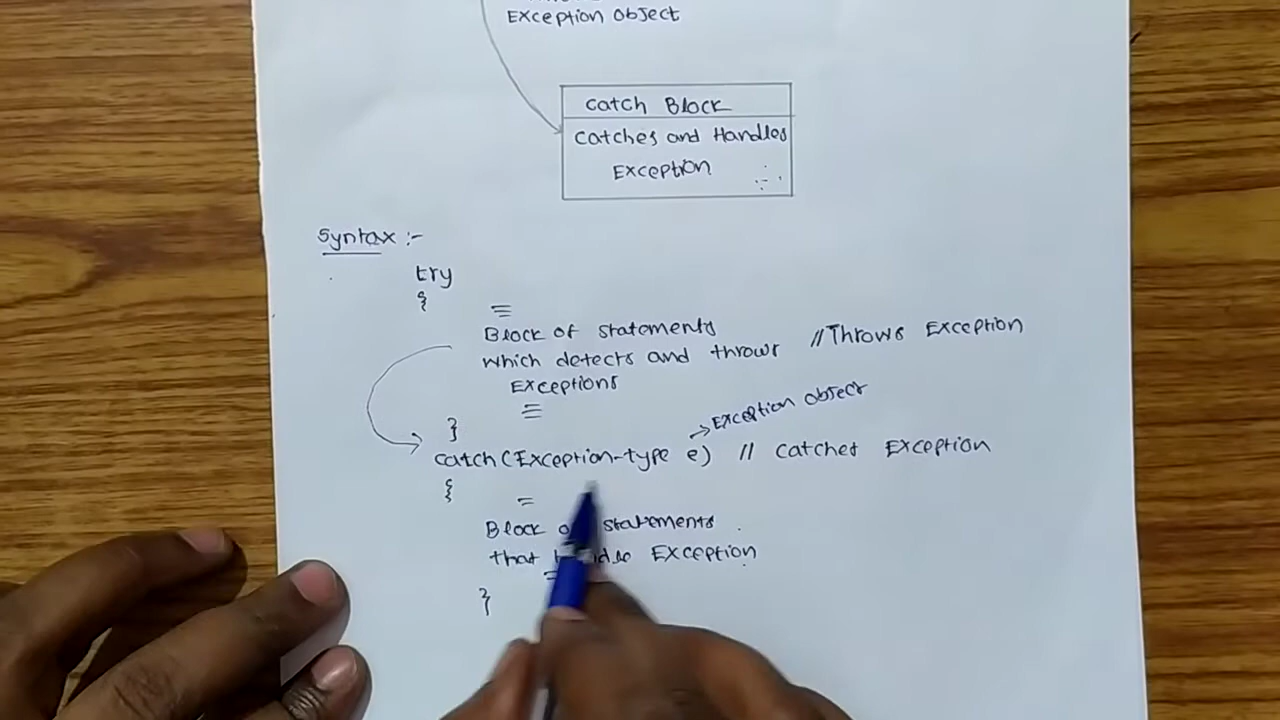 Exception Object
Catch Block
Catches and Handles
Exception
Syntax :-
try
{
Block of statements
which detects and throws //Throws Exception
Exceptions
}
Exception Object
catch(Exception-type e) // catches Exception
{
Block statements
that Exception
}